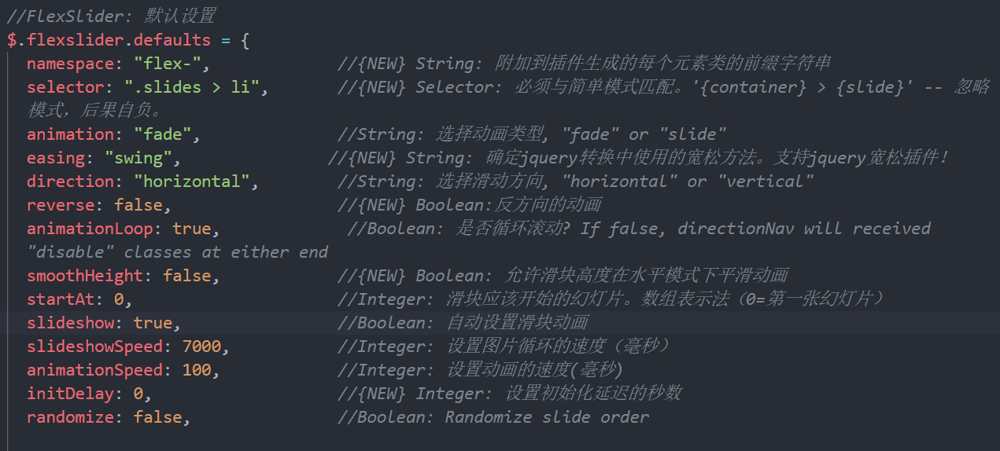 //FlexSlider: 默认设置
$.flexslider.defaults = {
namespace: "flex-", //{NEW} String: 附加到插件生成的每个元素类的前缀字符串
selector: ".slides > li", //{NEW} Selector: 必须与简单模式匹配。'{container} > {slide}' -- 忽略
模式，后果自负。
animation: "fade", //String: 选择动画类型, "fade" or "slide"
easing: "swing", //{NEW} String: 确定jquery转换中使用的宽松方法。支持jquery宽松插件!
direction: "horizontal", //String: 选择滑动方向, "horizontal" or "vertical"
reverse: false, //{NEW} Boolean:反方向的动画
animationLoop: true, //Boolean: 是否循环滚动? If false, directionNav will received
"disable" classes at either end
smoothHeight: false, //{NEW} Boolean: 允许滑块高度在水平模式下平滑动画
startAt: 0, //Integer: 滑块应该开始的幻灯片。数组表示法（0=第一张幻灯片）
slideshow: true, //Boolean: 自动设置滑块动画
slideshowSpeed: 7000, //Integer: 设置图片循环的速度（毫秒）
animationSpeed: 100, //Integer: 设置动画的速度(毫秒)
initDelay: 0, //{NEW} Integer: 设置初始化延迟的秒数
randomize: false, //Boolean: Randomize slide order